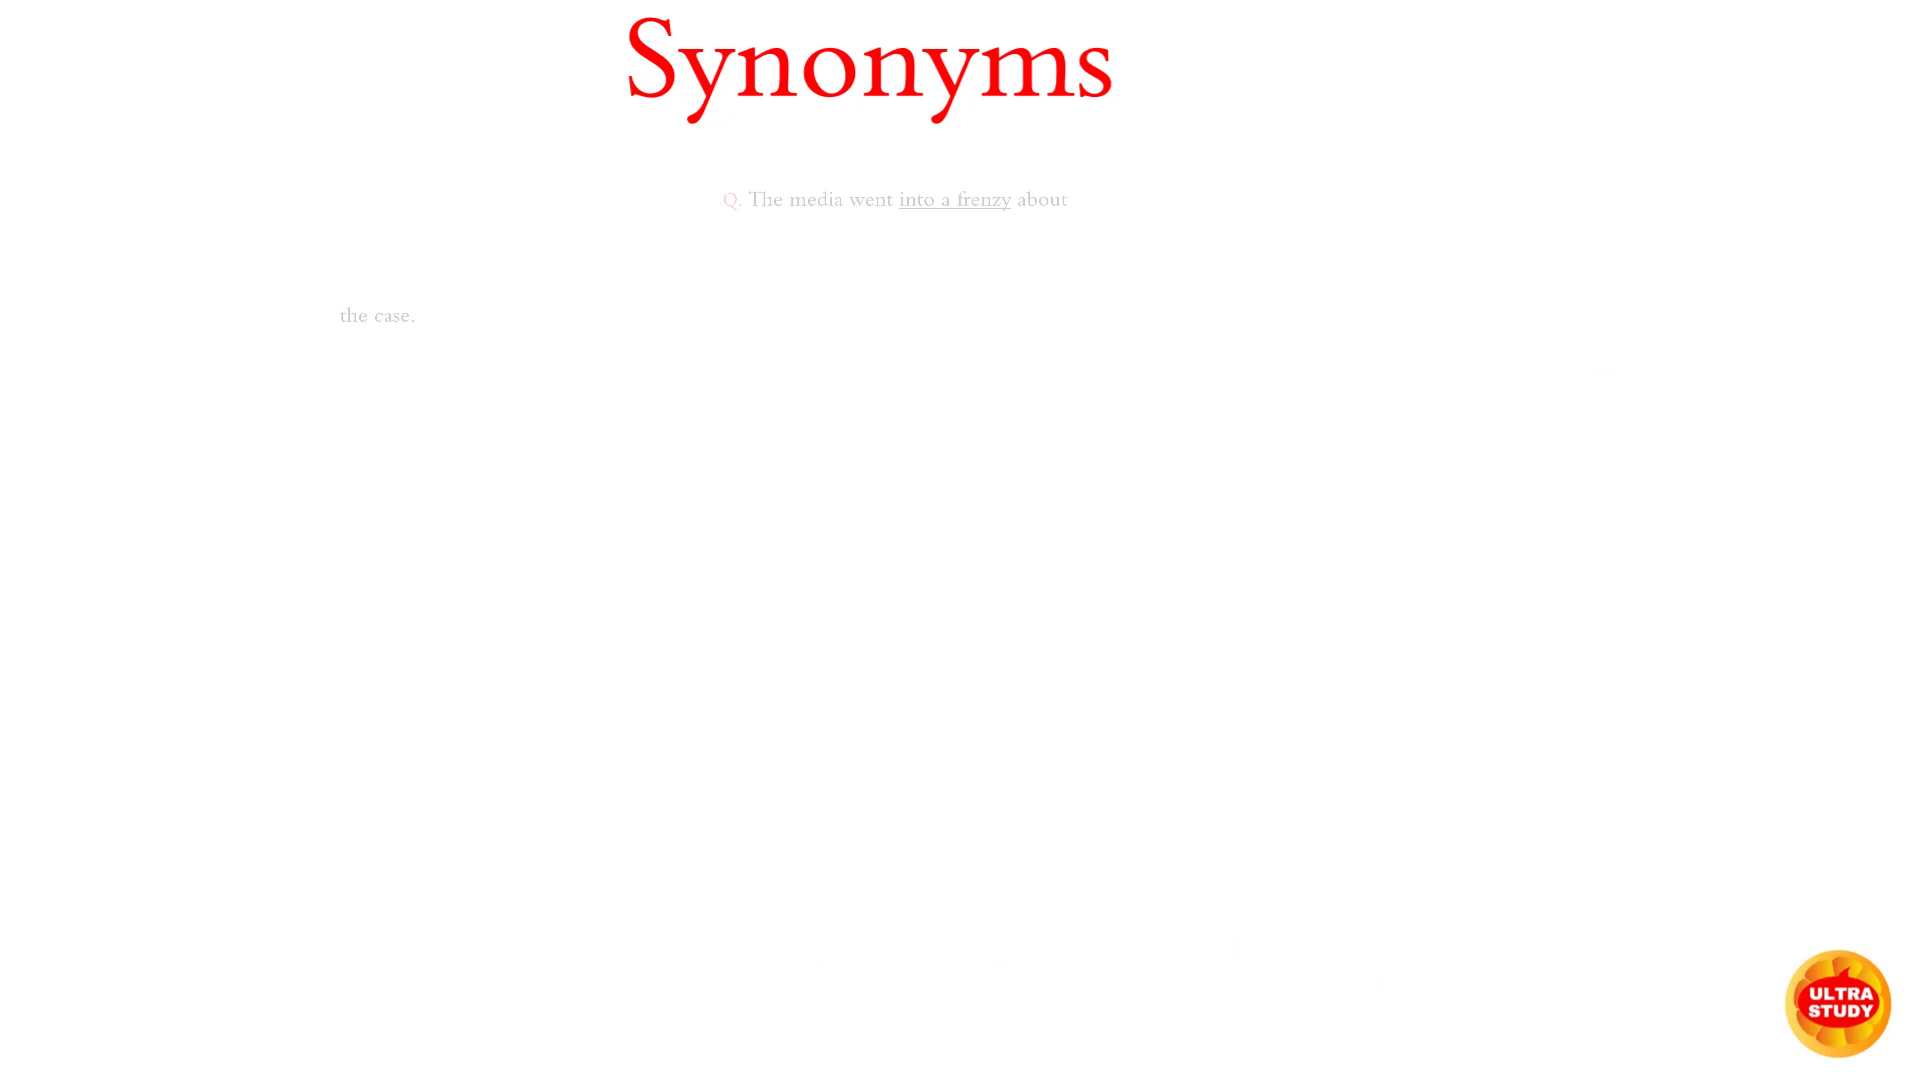 Synonyms
Q. The media went into a frenzy about
the case.
ULTRA
STUDY